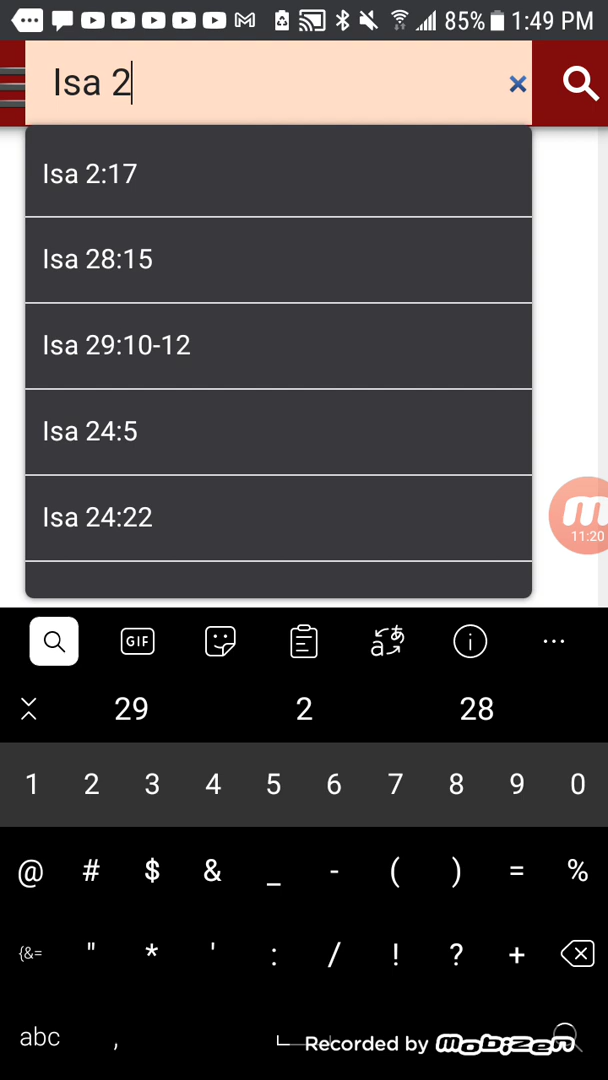 85% 1:49 PM
Isa 2
Isa 2:17
Isa 28:15
Isa 29:10-12
Isa 24:5
Isa 24:22
11:20
GIF
aあ
29 2 28
1 2 3 4 5 6 7 8 9 0
@ # $ & _ - ( ) = %
{&= " * ' : / ! ? +
abc ,
Recorded by mobizen